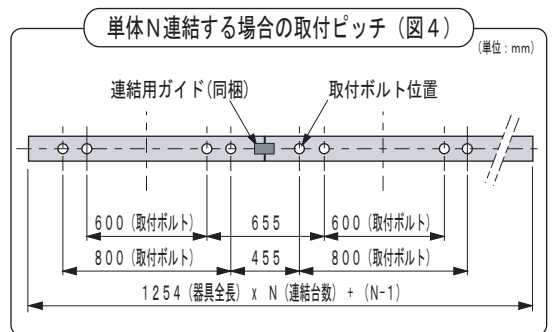 単体N連結する場合の取付ピッチ（図4）
(単位：mm)
連結用ガイド(同梱) 取付ボルト位置
600 (取付ボルト) 655 600 (取付ボルト)
800 (取付ボルト) 455 800 (取付ボルト)
1254 (器具全長) x N (連結台数) + (N-1)